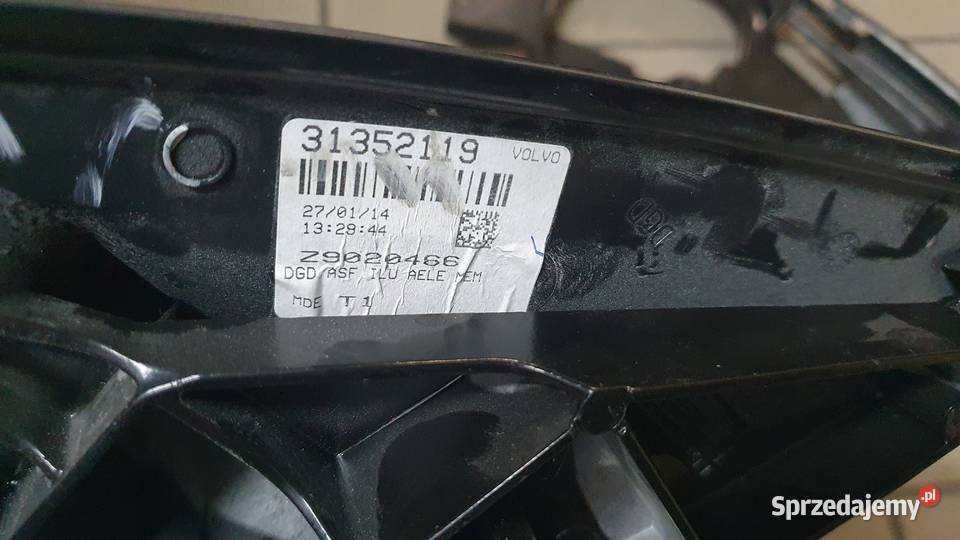 31352119 VOLVO
27/01/14
13:28:44
Z9020466
DGD ASF ILU AELE MEM
MDE T1
Sprzedajemy.pl